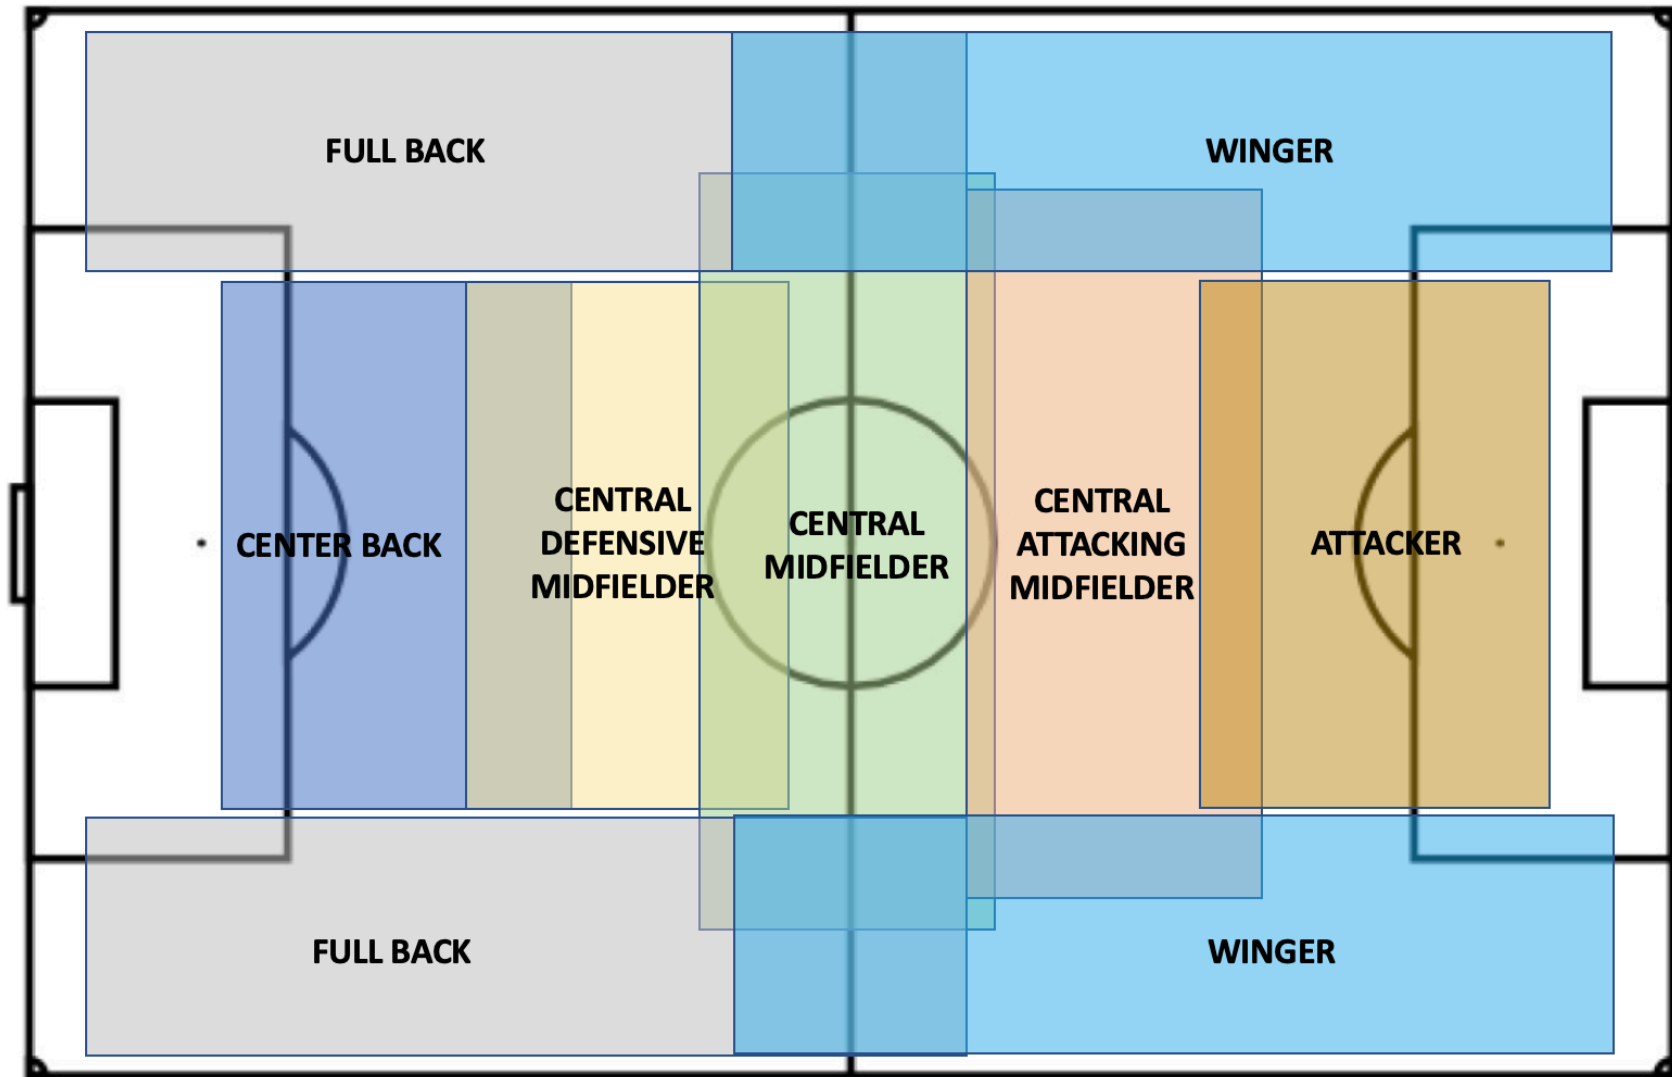 FULL BACK
WINGER
CENTER BACK
CENTRAL
DEFENSIVE
MIDFIELDER
CENTRAL
MIDFIELDER
CENTRAL
ATTACKING
MIDFIELDER
ATTACKER
FULL BACK
WINGER